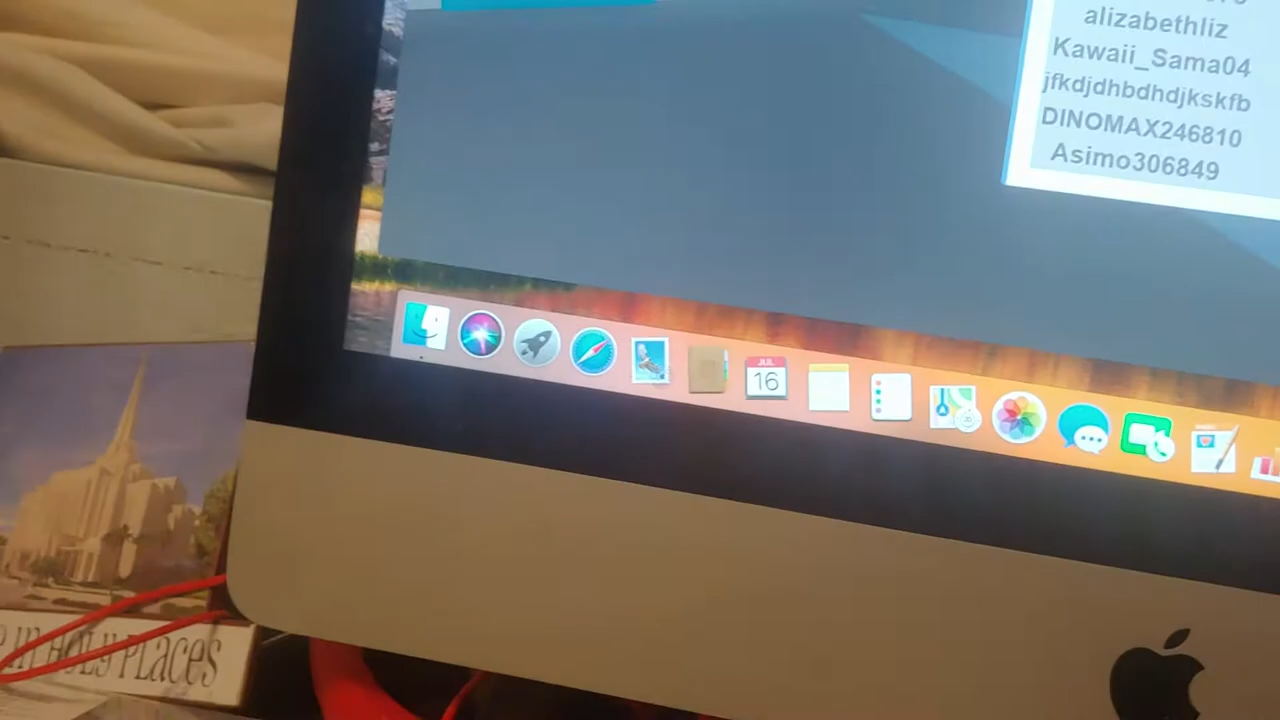 alizabethliz
Kawaii_Sama04
jfkdjdhbdhdjkskfb
DINOMAX246810
Asimo306849
JUL
16
in HOLY PLACES